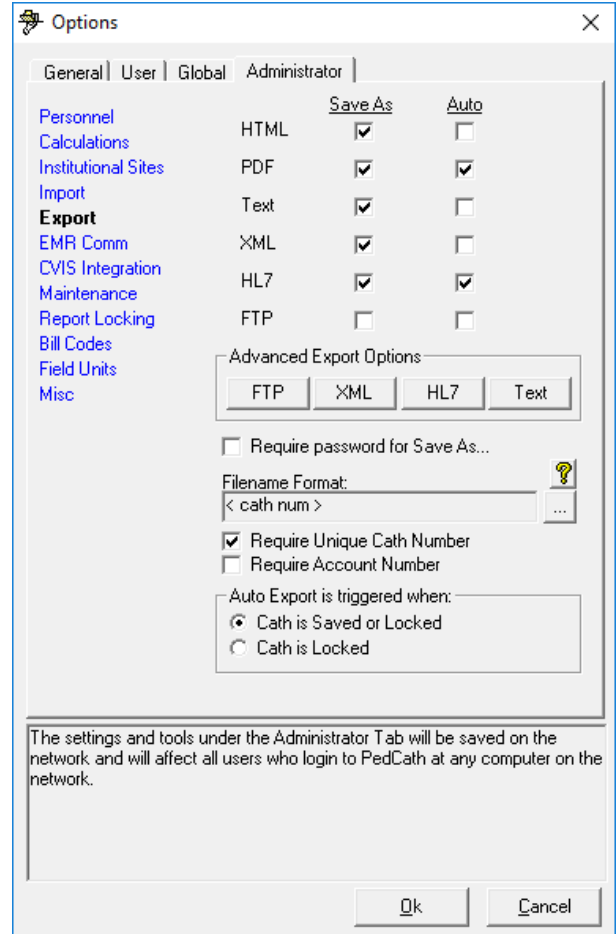 Options
General User Global Administrator
Save As Auto
Personnel
Calculations
Institutional Sites
Import
Export
EMR Comm
CVIS Integration
Maintenance
Report Locking
Bill Codes
Field Units
Misc
HTML
PDF
Text
XML
HL7
FTP
Advanced Export Options
FTP XML HL7 Text
Require password for Save As...
?
Filename Format:
< cath num >
...
Require Unique Cath Number
Require Account Number
Auto Export is triggered when:
Cath is Saved or Locked
Cath is Locked
The settings and tools under the Administrator Tab will be saved on the
network and will affect all users who login to PedCath at any computer on the
network.
Ok Cancel